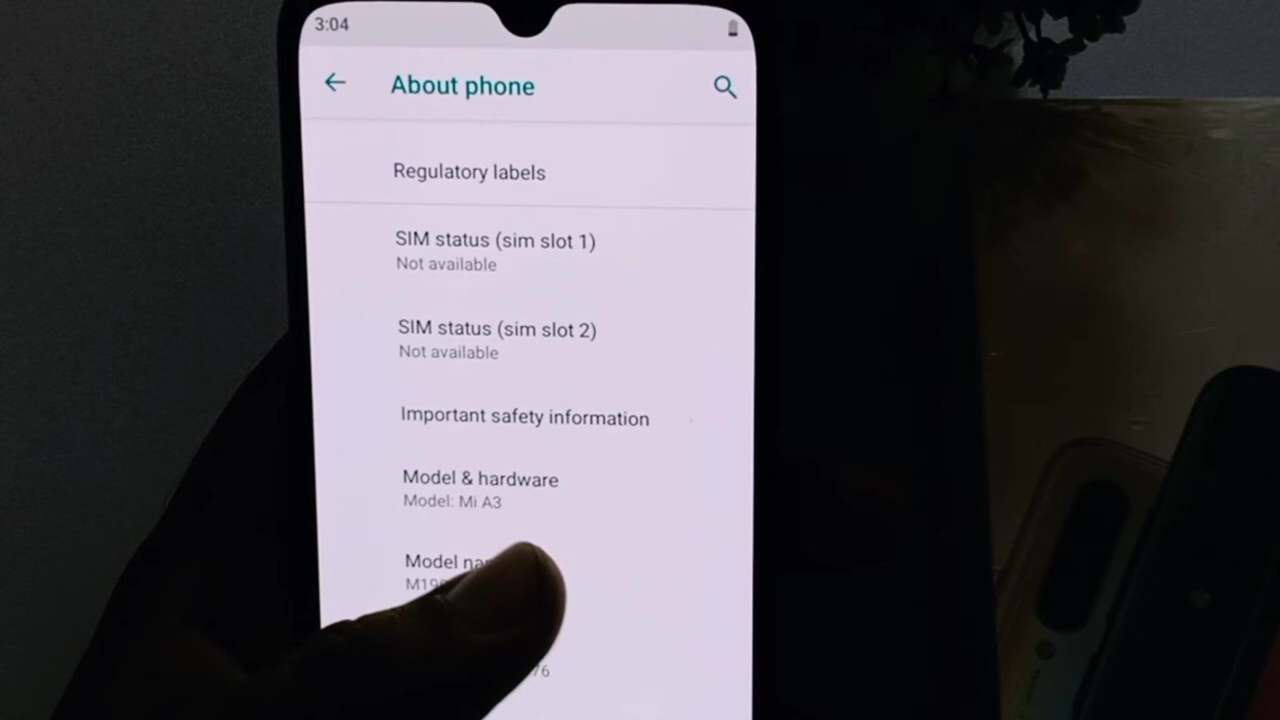 3:04
About phone
Regulatory labels
SIM status (sim slot 1)
Not available
SIM status (sim slot 2)
Not available
Important safety information
Model & hardware
Model: Mi A3
Model